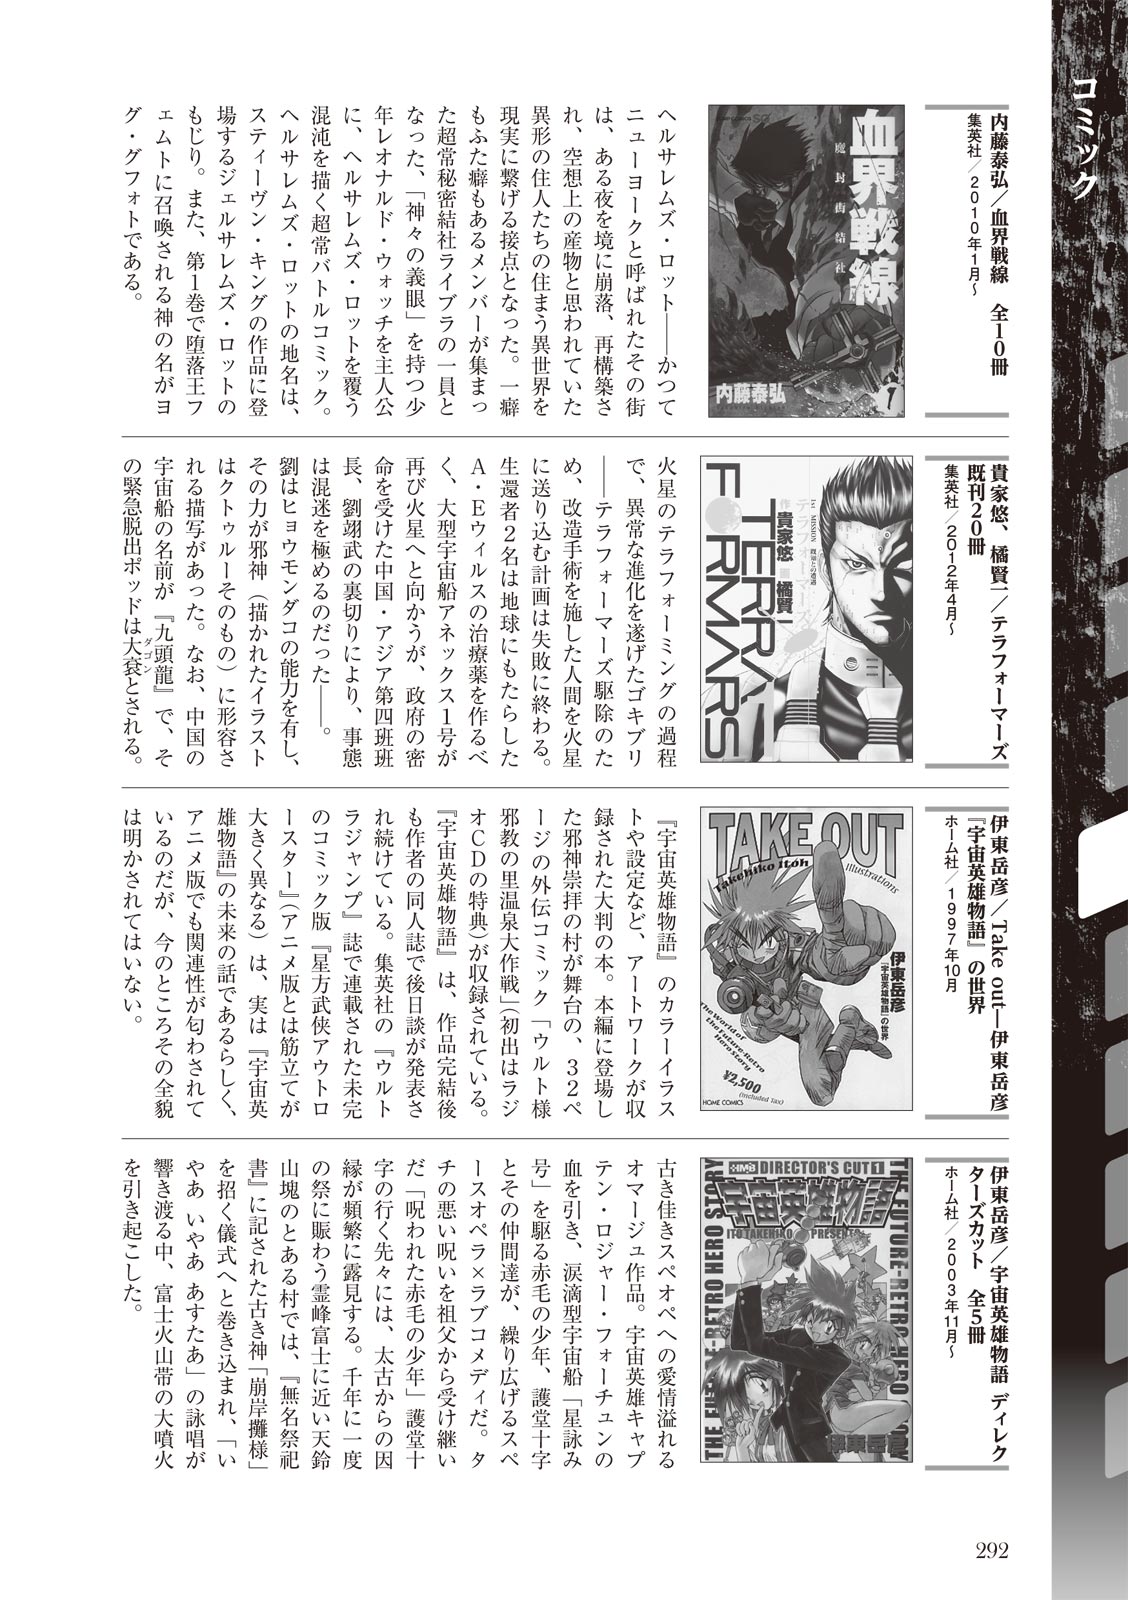 コミック
内藤泰弘／血界戦線　全10冊
集英社／2010年1月～
血界戦線
魔封街結社
内藤泰弘
1
ヘルサレムズ・ロット――かつて
ニューヨークと呼ばれたその街
は、ある夜を境に崩落、再構築さ
れ、空想上の産物と思われていた
異形の住人たちの住まう異世界を
現実に繋げる接点となった。一癖
もふた癖もあるメンバーが集まっ
た超常秘密結社ライブラの一員と
なった、「神々の義眼」を持つ少
年レオナルド・ウォッチを主人公
に、ヘルサレムズ・ロットを覆う
混沌を描く超常バトルコミック。
ヘルサレムズ・ロットの地名は、
スティーヴン・キングの作品に登
場するジェルサレムズ・ロットの
もじり。また、第1巻で堕落王フ
ェムトに召喚される神の名がヨ
グ・グフォトである。
貴家悠、橘賢一／テラフォーマーズ
既刊20冊
集英社／2012年4月～
TERRA
FORMARS
テラフォーマーズ
作 貴家悠 画 橘賢一
火星のテラフォーミングの過程
で、異常な進化を遂げたゴキブリ
――テラフォーマーズ駆除のた
め、改造手術を施した人間を火星
に送り込む計画は失敗に終わる。
生還者2名は地球にもたらした
A・Eウィルスの治療薬を作るべ
く、大型宇宙船アネックス1号が
再び火星へと向かうが、政府の密
命を受けた中国・アジア第四班班
長、劉翊武の裏切りにより、事態
は混迷を極めるのだった――。
劉はヒョウモンダコの能力を有し、
その力が邪神（描かれたイラスト
はクトゥルーそのもの）に形容さ
れる描写があった。なお、中国の
宇宙船の名前が『九頭龍』で、そ
の緊急脱出ポッドは大袞とされる。
ダゴン
伊東岳彦／Take out―伊東岳彦
『宇宙英雄物語』の世界
ホーム社／1997年10月
TAKE OUT
Takehiko Itoh
Illustrations
伊東岳彦
『宇宙英雄物語』の世界
The World of
the Future-Retro
Hero Story
¥2,500
(Included Tax)
HOME COMICS
『宇宙英雄物語』のカラーイラス
トや設定など、アートワークが収
録された大判の本。本編に登場し
た邪神崇拝の村が舞台の、32ペ
ージの外伝コミック「ウルト様
邪教の里温泉大作戦」（初出はラジ
オCDの特典）が収録されている。
『宇宙英雄物語』は、作品完結後
も作者の同人誌で後日談が発表さ
れ続けている。集英社の『ウルト
ラジャンプ』誌で連載された未完
のコミック版『星方武侠アウトロ
ースター』（アニメ版とは筋立てが
大きく異なる）は、実は『宇宙英
雄物語』の未来の話であるらしく、
アニメ版でも関連性が匂わされて
いるのだが、今のところその全貌
は明かされてはいない。
伊東岳彦／宇宙英雄物語 ディレク
ターズカット　全5冊
ホーム社／2003年11月～
HMB DIRECTOR'S CUT 1
宇宙英雄物語
ITO TAKEHIKO PRESENTS
THE FUTURE-RETRO HERO STORY
THE FUTURE-RETRO HERO STORY
伊東岳彦
古き佳きスペオペへの愛情溢れる
オマージュ作品。宇宙英雄キャプ
テン・ロジャー・フォーチュンの
血を引き、涙滴型宇宙船「星詠み
号」を駆る赤毛の少年、護堂十字
とその仲間達が、繰り広げるスペ
ースオペラ×ラブコメディだ。タ
チの悪い呪いを祖父から受け継い
だ「呪われた赤毛の少年」護堂十
字の行く先々には、太古からの因
縁が頻繁に露見する。千年に一度
の祭に賑わう霊峰富士に近い天鈴
山塊のとある村では、『無名祭祀
書』に記された古き神「崩岸攤様」
を招く儀式へと巻き込まれ、「い
やあ いやあ あすたあ」の詠唱が
響き渡る中、富士火山帯の大噴火
を引き起こした。
292